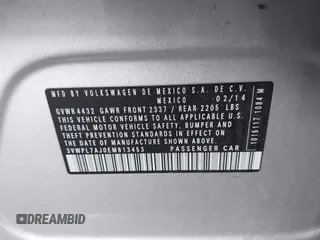 MFD BY VOLKSWAGEN DE MEXICO S.A. DE C.V.
MEXICO 02/14
GVWR 4432 GAWR FRONT 2337 / REAR 2205 LBS
THIS VEHICLE CONFORMS TO ALL APPLICABLE
FEDERAL MOTOR VEHICLE SAFETY, BUMPER AND
THEFT PREVENTION STANDARDS IN EFFECT ON
THE DATE OF MANUFACTURE SHOWN ABOVE.
3VWPL7AJ0EM613453 PASSENGER CAR
1084 M
DREAMBID